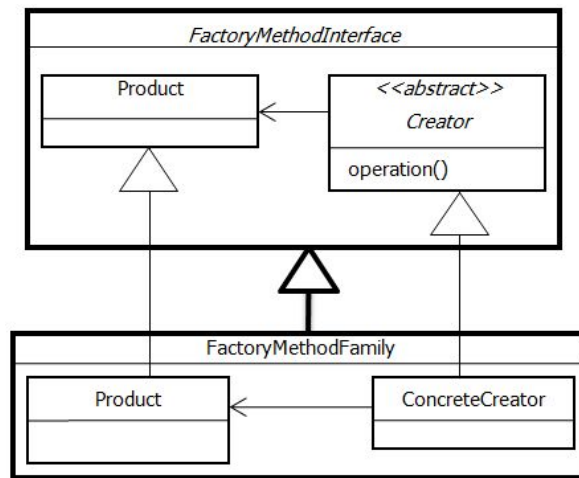 FactoryMethodInterface
Product
<<abstract>>
Creator
operation()
FactoryMethodFamily
Product
ConcreteCreator